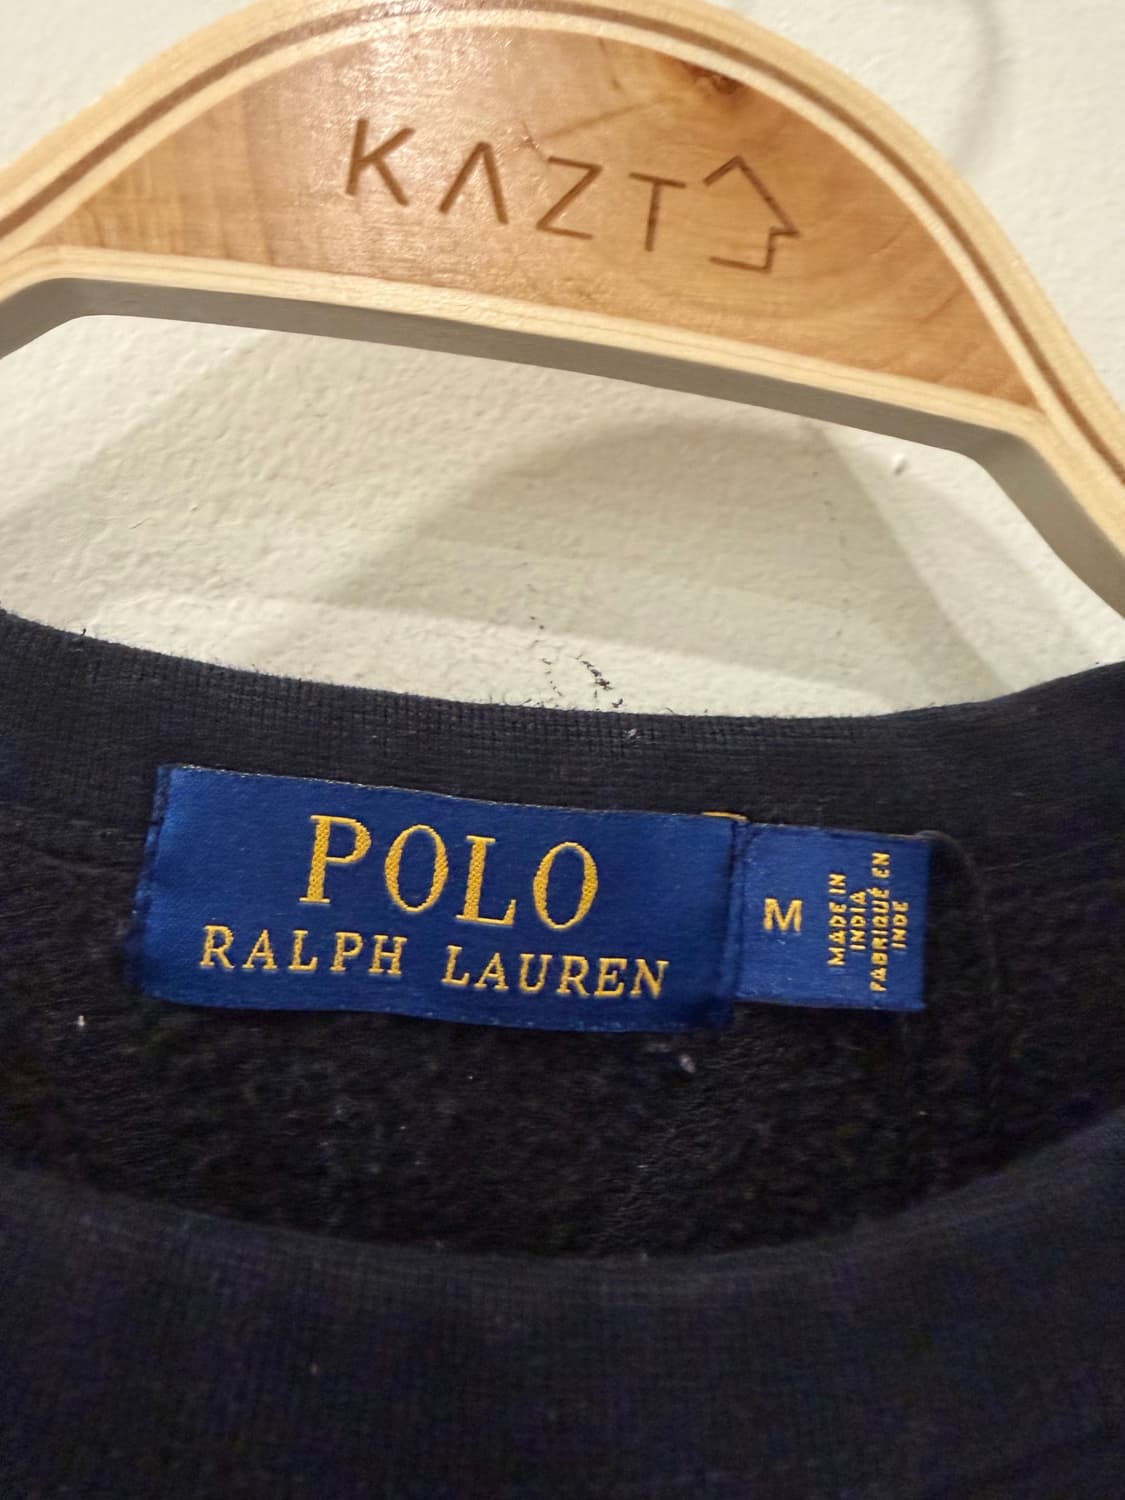 KAZT
POLO
RALPH LAUREN
M
MADE IN
INDIA
FABRIQUÉ EN
INDE